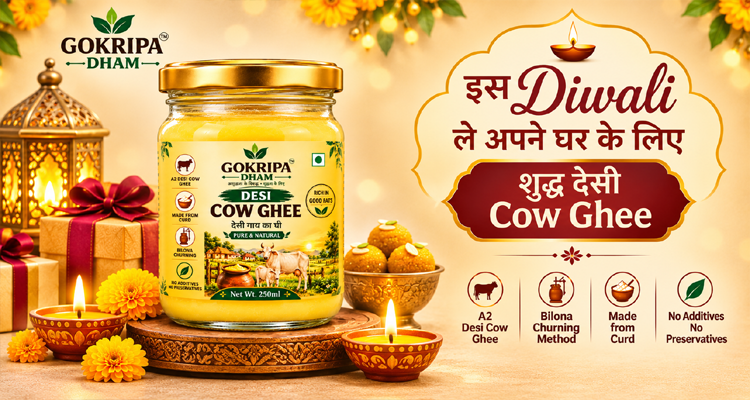 GOKRIPA™
DHAM
इस Diwali
ले अपने घर के लिए
शुद्ध देसी
Cow Ghee
A2
Desi Cow
Ghee
Bilona
Churning
Method
Made
from
Curd
No Additives
No
Preservatives
GOKRIPA™
DHAM
DESI
COW GHEE
देसी गाय का घी
PURE & NATURAL
RICH IN
GOOD FATS
A2 DESI COW
GHEE
MADE FROM
CURD
BILONA
CHURNING
NO ADDITIVES
NO PRESERVATIVES
Net Wt. 250ml